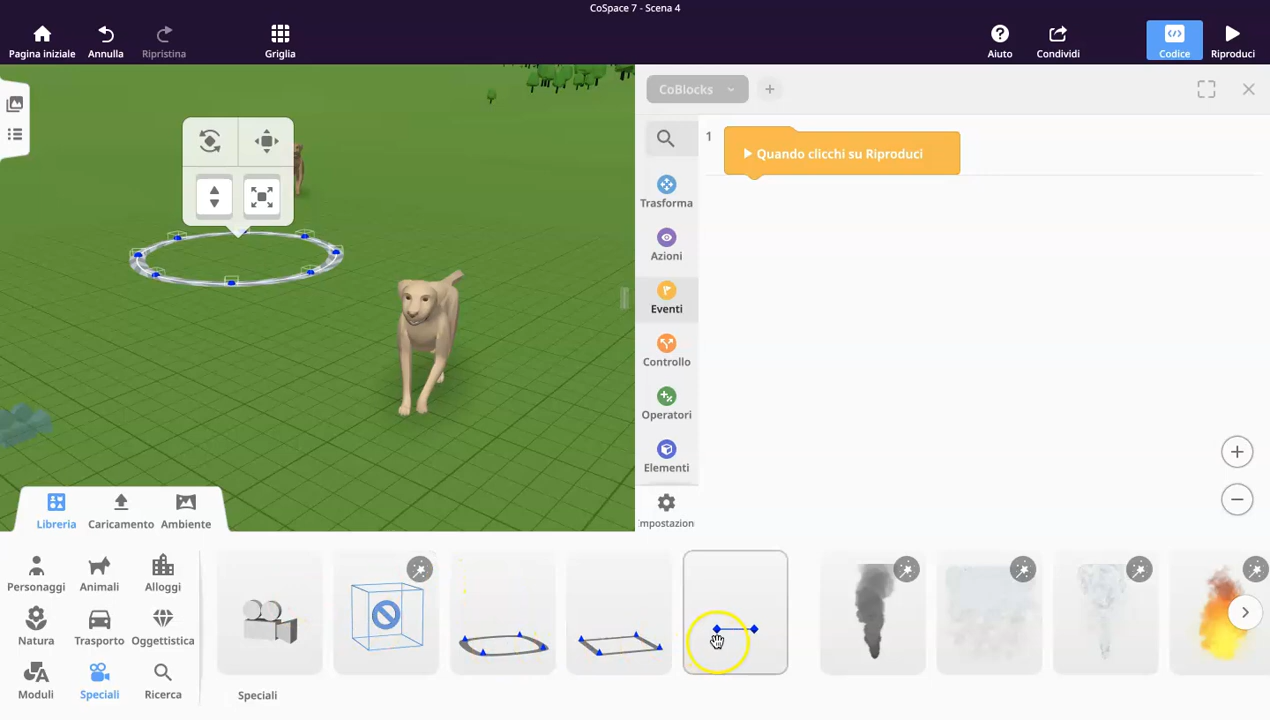 CoSpace 7 - Scena 4
Pagina iniziale
Annulla
Ripristina
Griglia
Aiuto
Condividi
Codice
Riproduci
CoBlocks
1
Quando clicchi su Riproduci
Trasforma
Azioni
Eventi
Controllo
Operatori
Elementi
Impostazion
Libreria
Caricamento
Ambiente
Personaggi
Animali
Alloggi
Natura
Trasporto
Oggettistica
Moduli
Speciali
Ricerca
Speciali